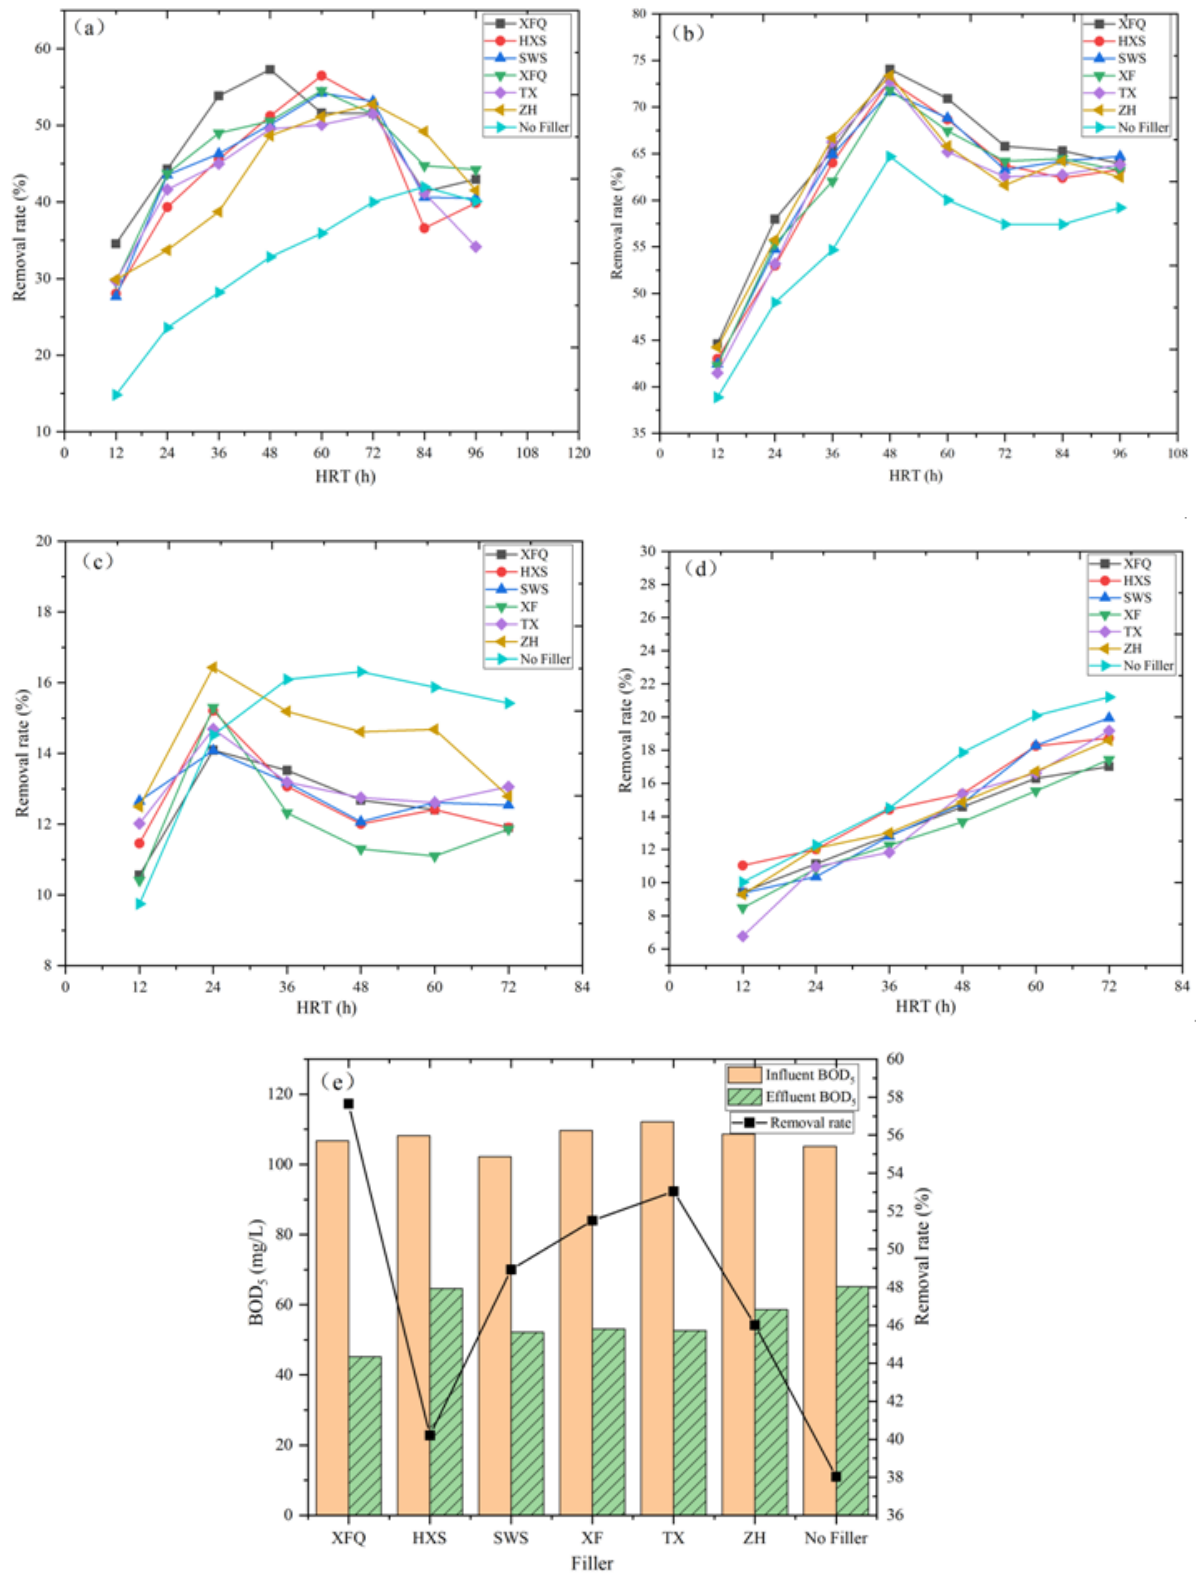 (a)
XFQ
HXS
SWS
XFQ
TX
ZH
No Filler
Removal rate (%)
60
50
40
30
20
10
0 12 24 36 48 60 72 84 96 108 120
HRT (h)
(b)
XFQ
HXS
SWS
XF
TX
ZH
No Filler
Removal rate (%)
80
75
70
65
60
55
50
45
40
35
0 12 24 36 48 60 72 84 96 108
HRT (h)
(c)
XFQ
HXS
SWS
XF
TX
ZH
No Filler
Removal rate (%)
20
18
16
14
12
10
8
0 12 24 36 48 60 72 84
HRT (h)
(d)
XFQ
HXS
SWS
XF
TX
ZH
No Filler
Removal rate (%)
30
28
26
24
22
20
18
16
14
12
10
8
6
0 12 24 36 48 60 72 84
HRT (h)
(e)
Influent BOD₅
Effluent BOD₅
Removal rate
BOD₅ (mg/L)
120
100
80
60
40
20
0
Removal rate (%)
60
58
56
54
52
50
48
46
44
42
40
38
36
XFQ HXS SWS XF TX ZH No Filler
Filler